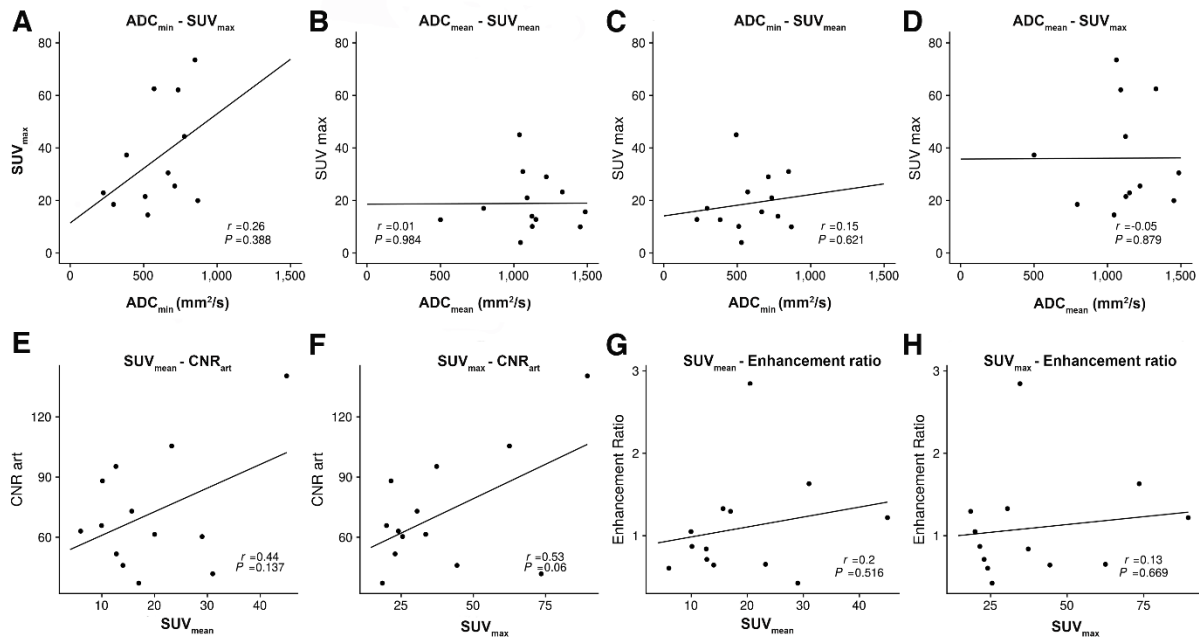 A
ADCmin - SUVmax
SUVmax
80
60
40
20
0
r=0.26
P=0.388
0
500
1,000
1,500
ADCmin (mm²/s)
B
ADCmean - SUVmean
SUV max
80
60
40
20
0
r=0.01
P=0.984
0
500
1,000
1,500
ADCmean (mm²/s)
C
ADCmin - SUVmean
SUV max
80
60
40
20
0
r=0.15
P=0.621
0
500
1,000
1,500
ADCmin (mm²/s)
D
ADCmean - SUVmax
SUV max
80
60
40
20
0
r=-0.05
P=0.879
0
500
1,000
1,500
ADCmean (mm²/s)
E
SUVmean - CNRart
CNR art
120
90
60
r=0.44
P=0.137
10
20
30
40
SUVmean
F
SUVmax - CNRart
CNR art
120
90
60
r=0.53
P=0.06
25
50
75
SUVmax
G
SUVmean - Enhancement ratio
Enhancement Ratio
3
2
1
r=0.2
P=0.516
10
20
30
40
SUVmean
H
SUVmax - Enhancement ratio
Enhancement Ratio
3
2
1
r=0.13
P=0.669
25
50
75
SUVmax